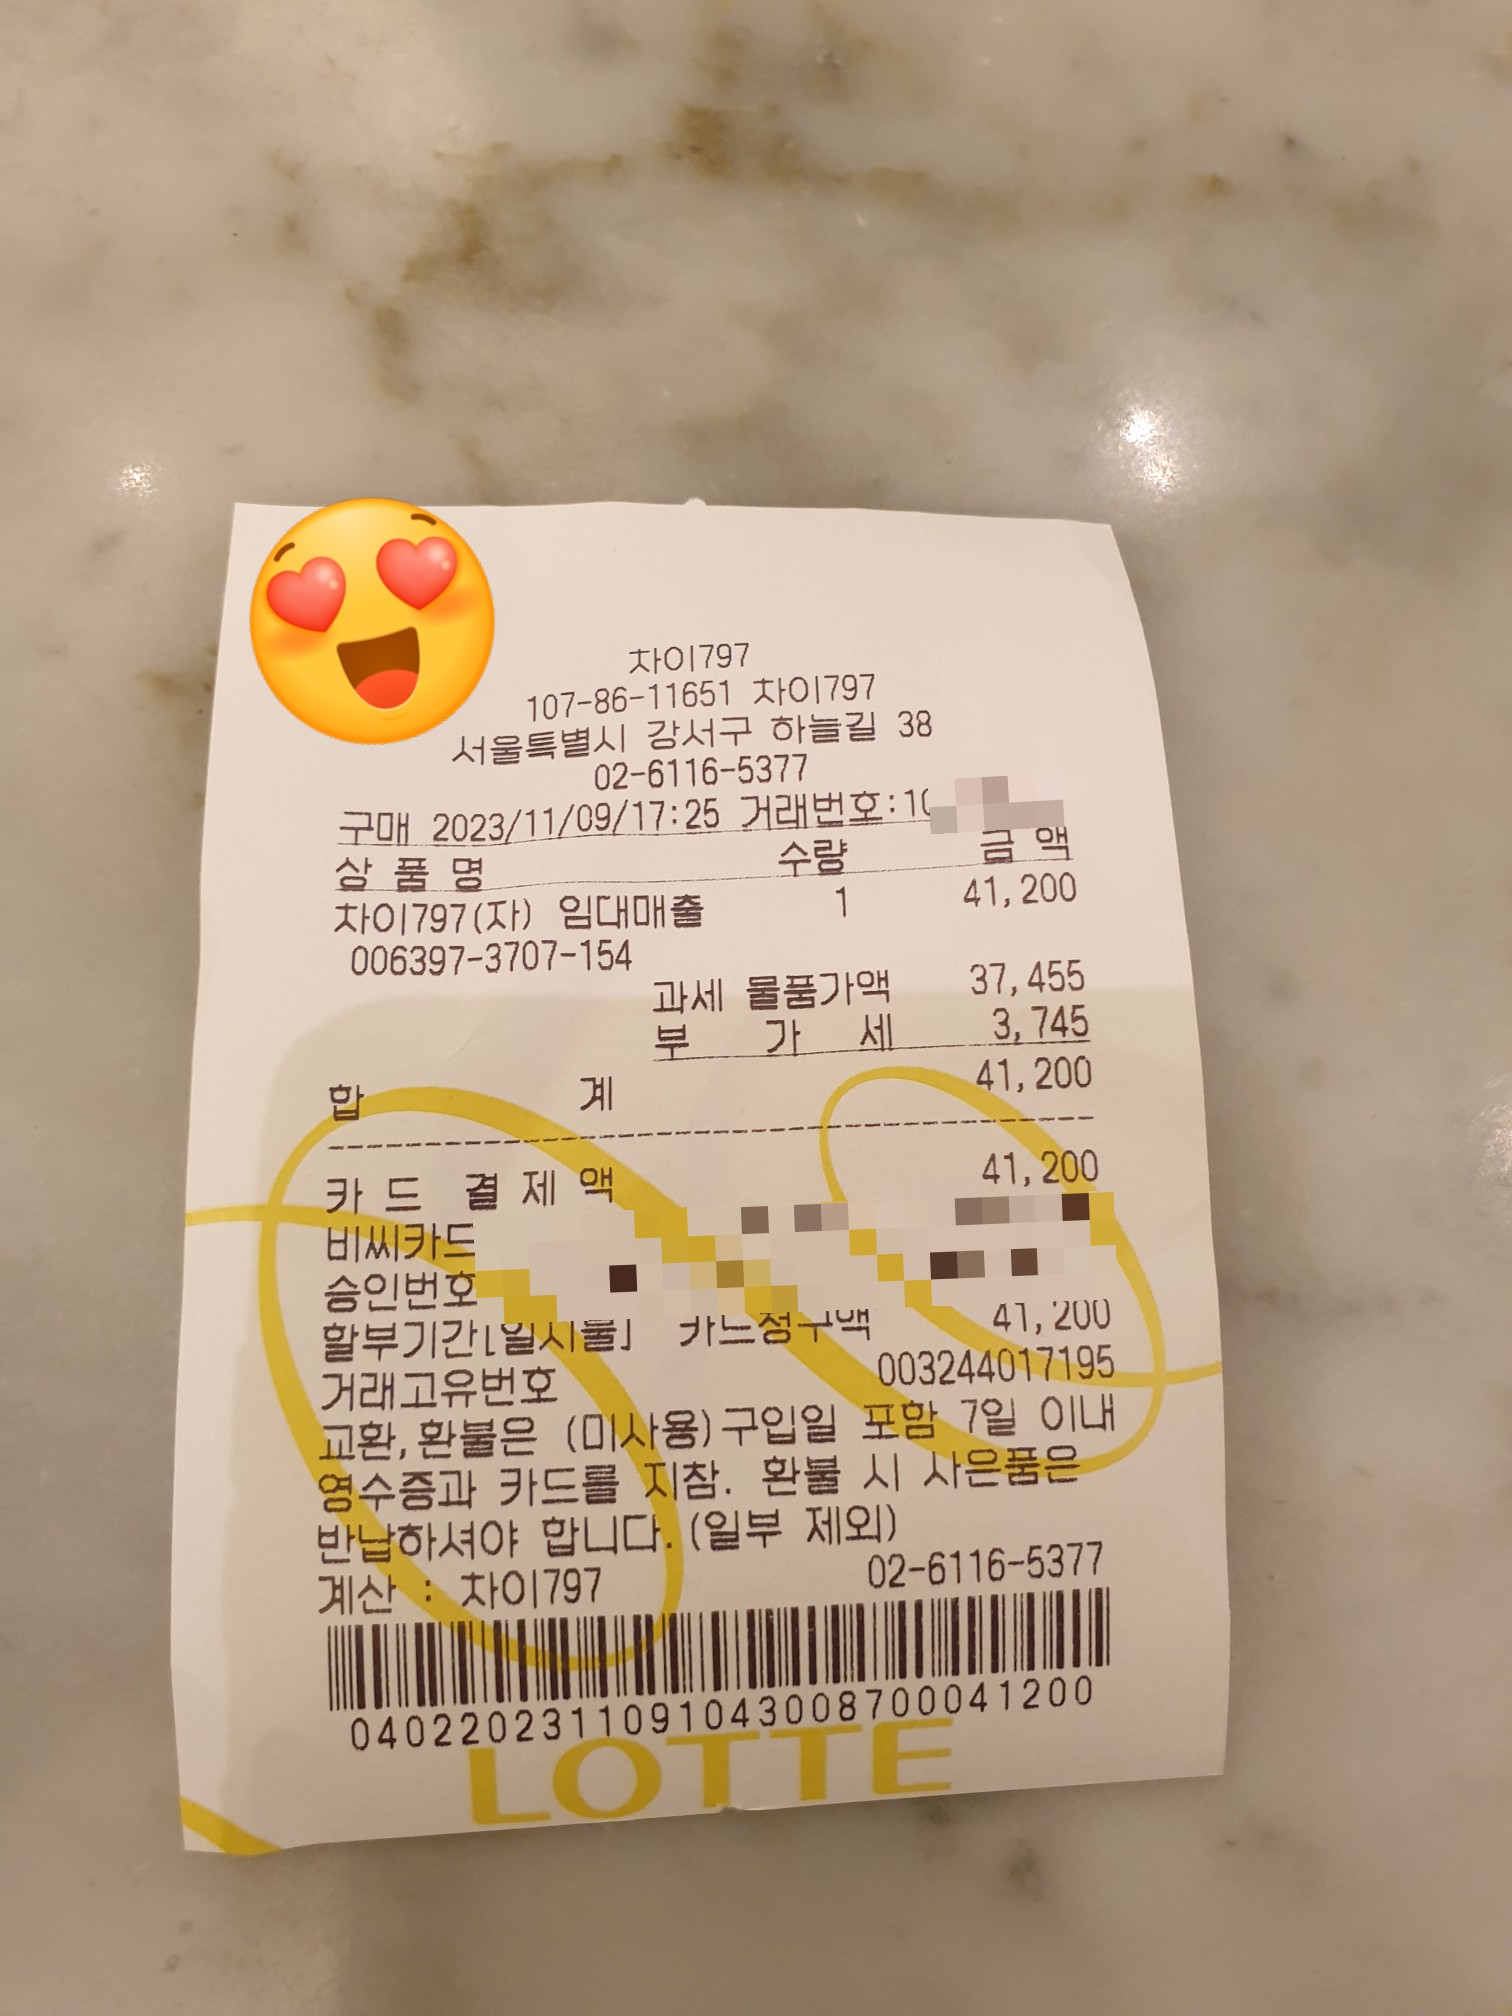 차이797
107-86-11651 차이797
서울특별시 강서구 하늘길 38
02-6116-5377
구매 2023/11/09/17:25 거래번호:10
상 품 명 수량 금 액
차이797(자) 임대매출 1 41,200
006397-3707-154
과세 물품가액 37,455
부 가 세 3,745
합 계 41,200
카 드 결 제 액 41,200
비씨카드
승인번호
할부기간[일시불] 카드청구액 41,200
거래고유번호 003244017195
교환,환불은 (미사용)구입일 포함 7일 이내
영수증과 카드를 지참. 환불 시 사은품은
반납하셔야 합니다.(일부 제외)
계산 : 차이797 02-6116-5377
0402202311091043008700041200
LOTTE